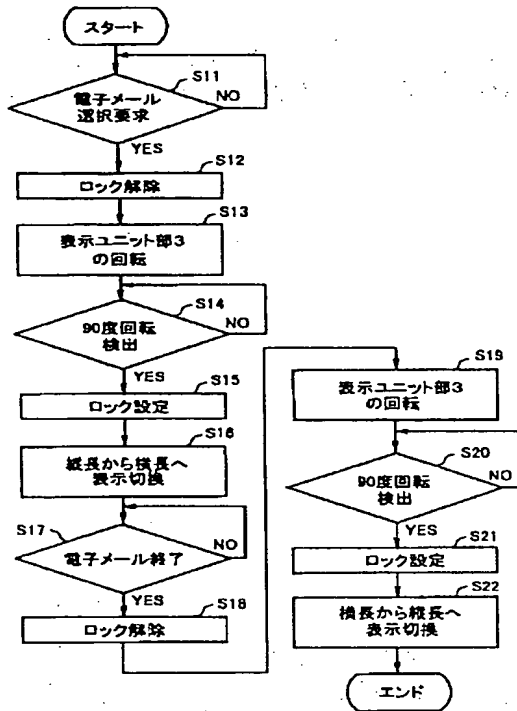 スタート
S11
電子メール
選択要求
NO
YES
S12
ロック解除
S13
表示ユニット部3
の回転
S14
90度回転
検出
NO
YES
S15
ロック設定
S16
縦長から横長へ
表示切換
S17
電子メール終了
NO
YES
S18
ロック解除
S19
表示ユニット部3
の回転
S20
90度回転
検出
NO
YES
S21
ロック設定
S22
横長から縦長へ
表示切換
エンド